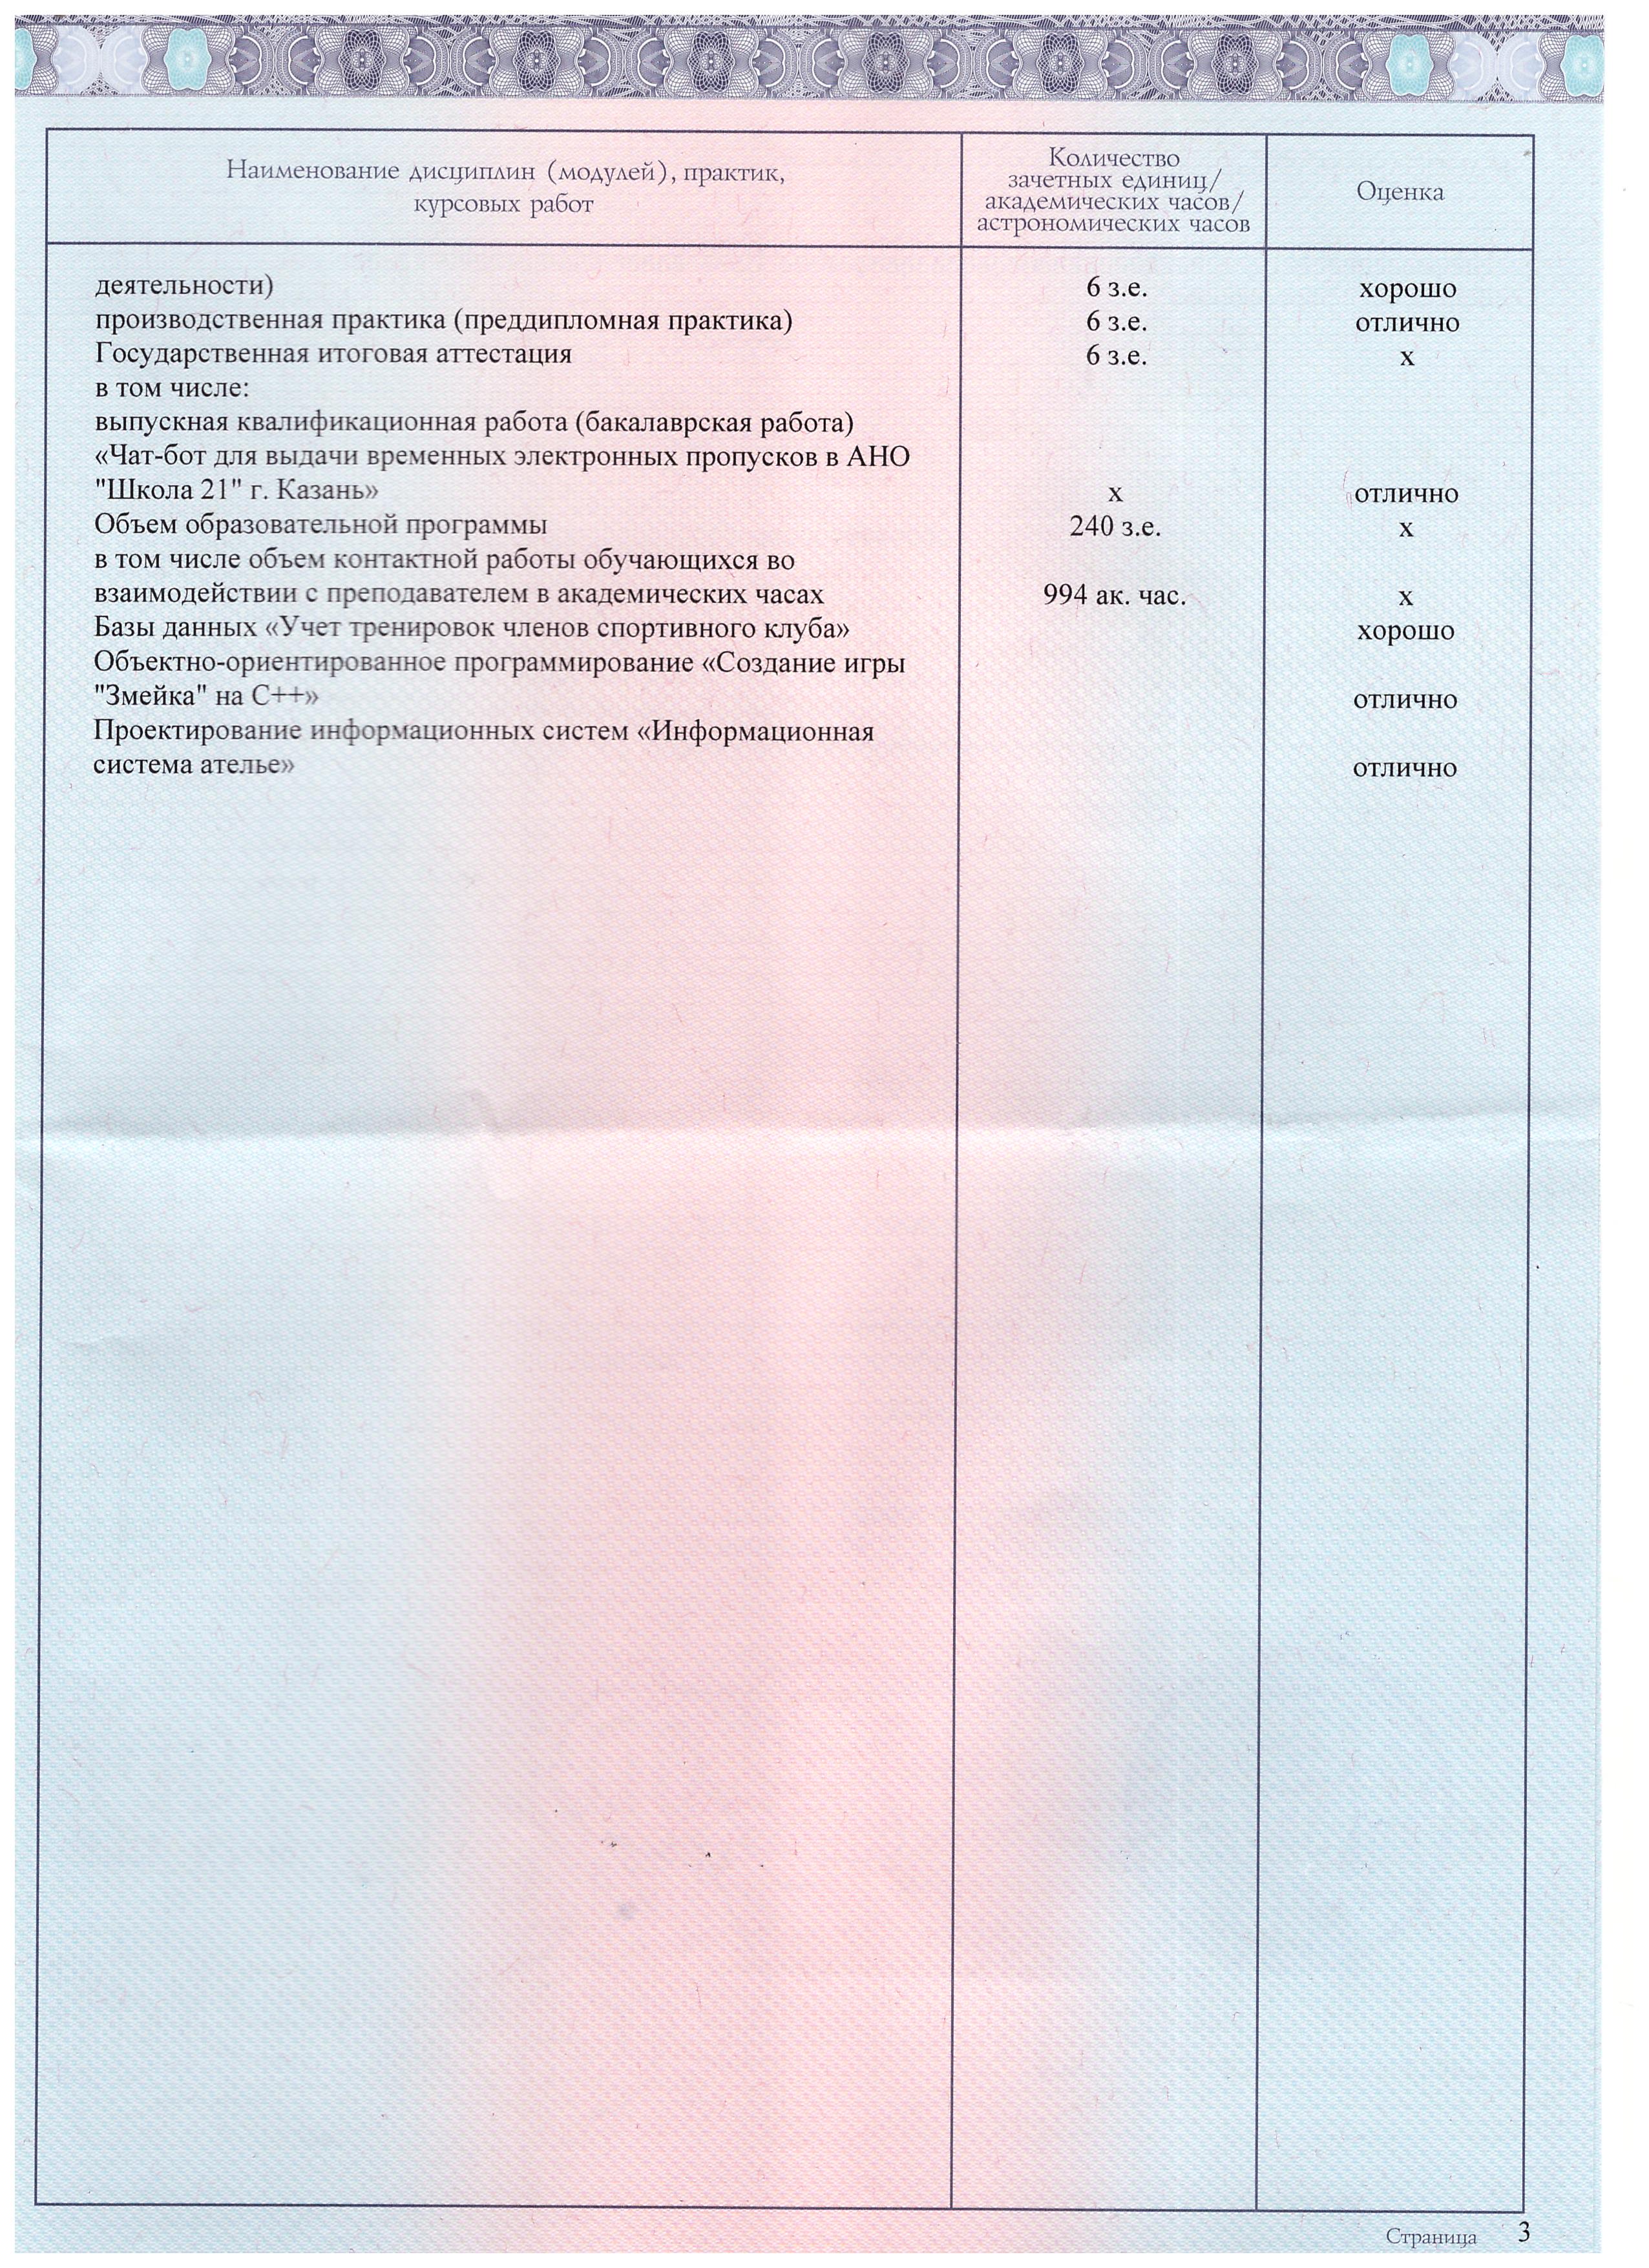 Наименование дисциплин (модулей), практик,
курсовых работ
Количество
зачетных единиц/
академических часов/
астрономических часов
Оценка
деятельности) 6 з.е. хорошо
производственная практика (преддипломная практика) 6 з.е. отлично
Государственная итоговая аттестация 6 з.е. х
в том числе:
выпускная квалификационная работа (бакалаврская работа)
«Чат-бот для выдачи временных электронных пропусков в АНО
"Школа 21" г. Казань» х отлично
Объем образовательной программы 240 з.е. х
в том числе объем контактной работы обучающихся во
взаимодействии с преподавателем в академических часах 994 ак. час. х
Базы данных «Учет тренировок членов спортивного клуба» хорошо
Объектно-ориентированное программирование «Создание игры
"Змейка" на С++» отлично
Проектирование информационных систем «Информационная
система ателье» отлично
Страница 3